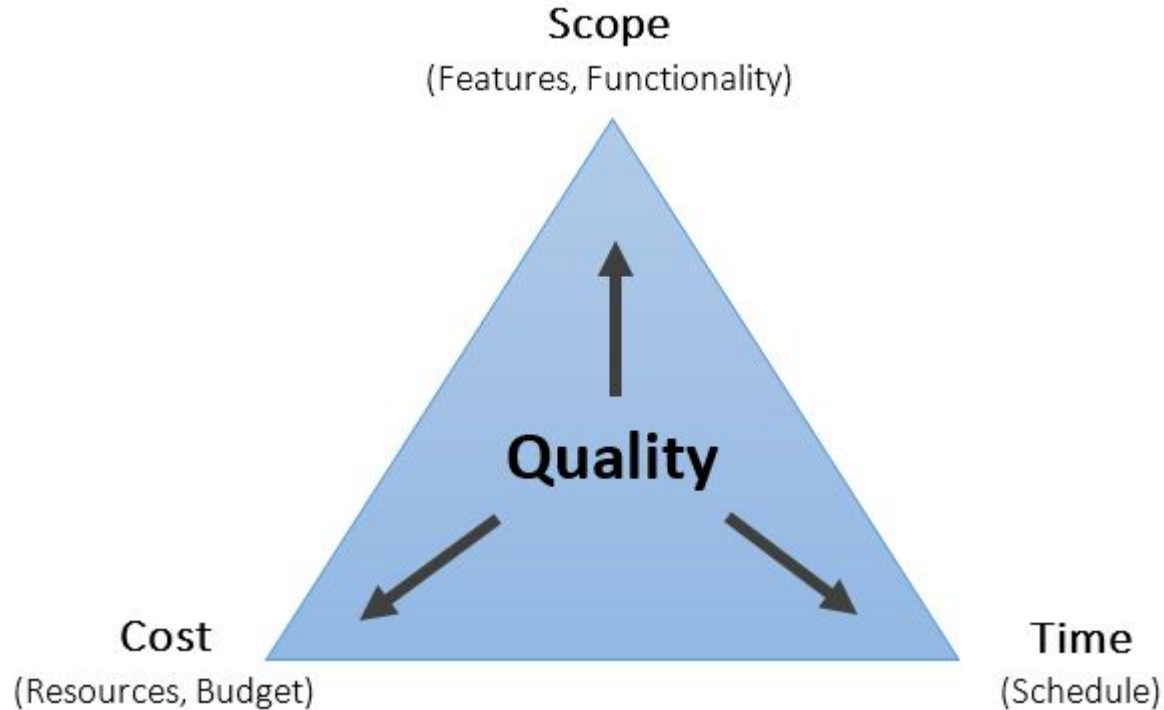 Scope
(Features, Functionality)
Quality
Cost
(Resources, Budget)
Time
(Schedule)